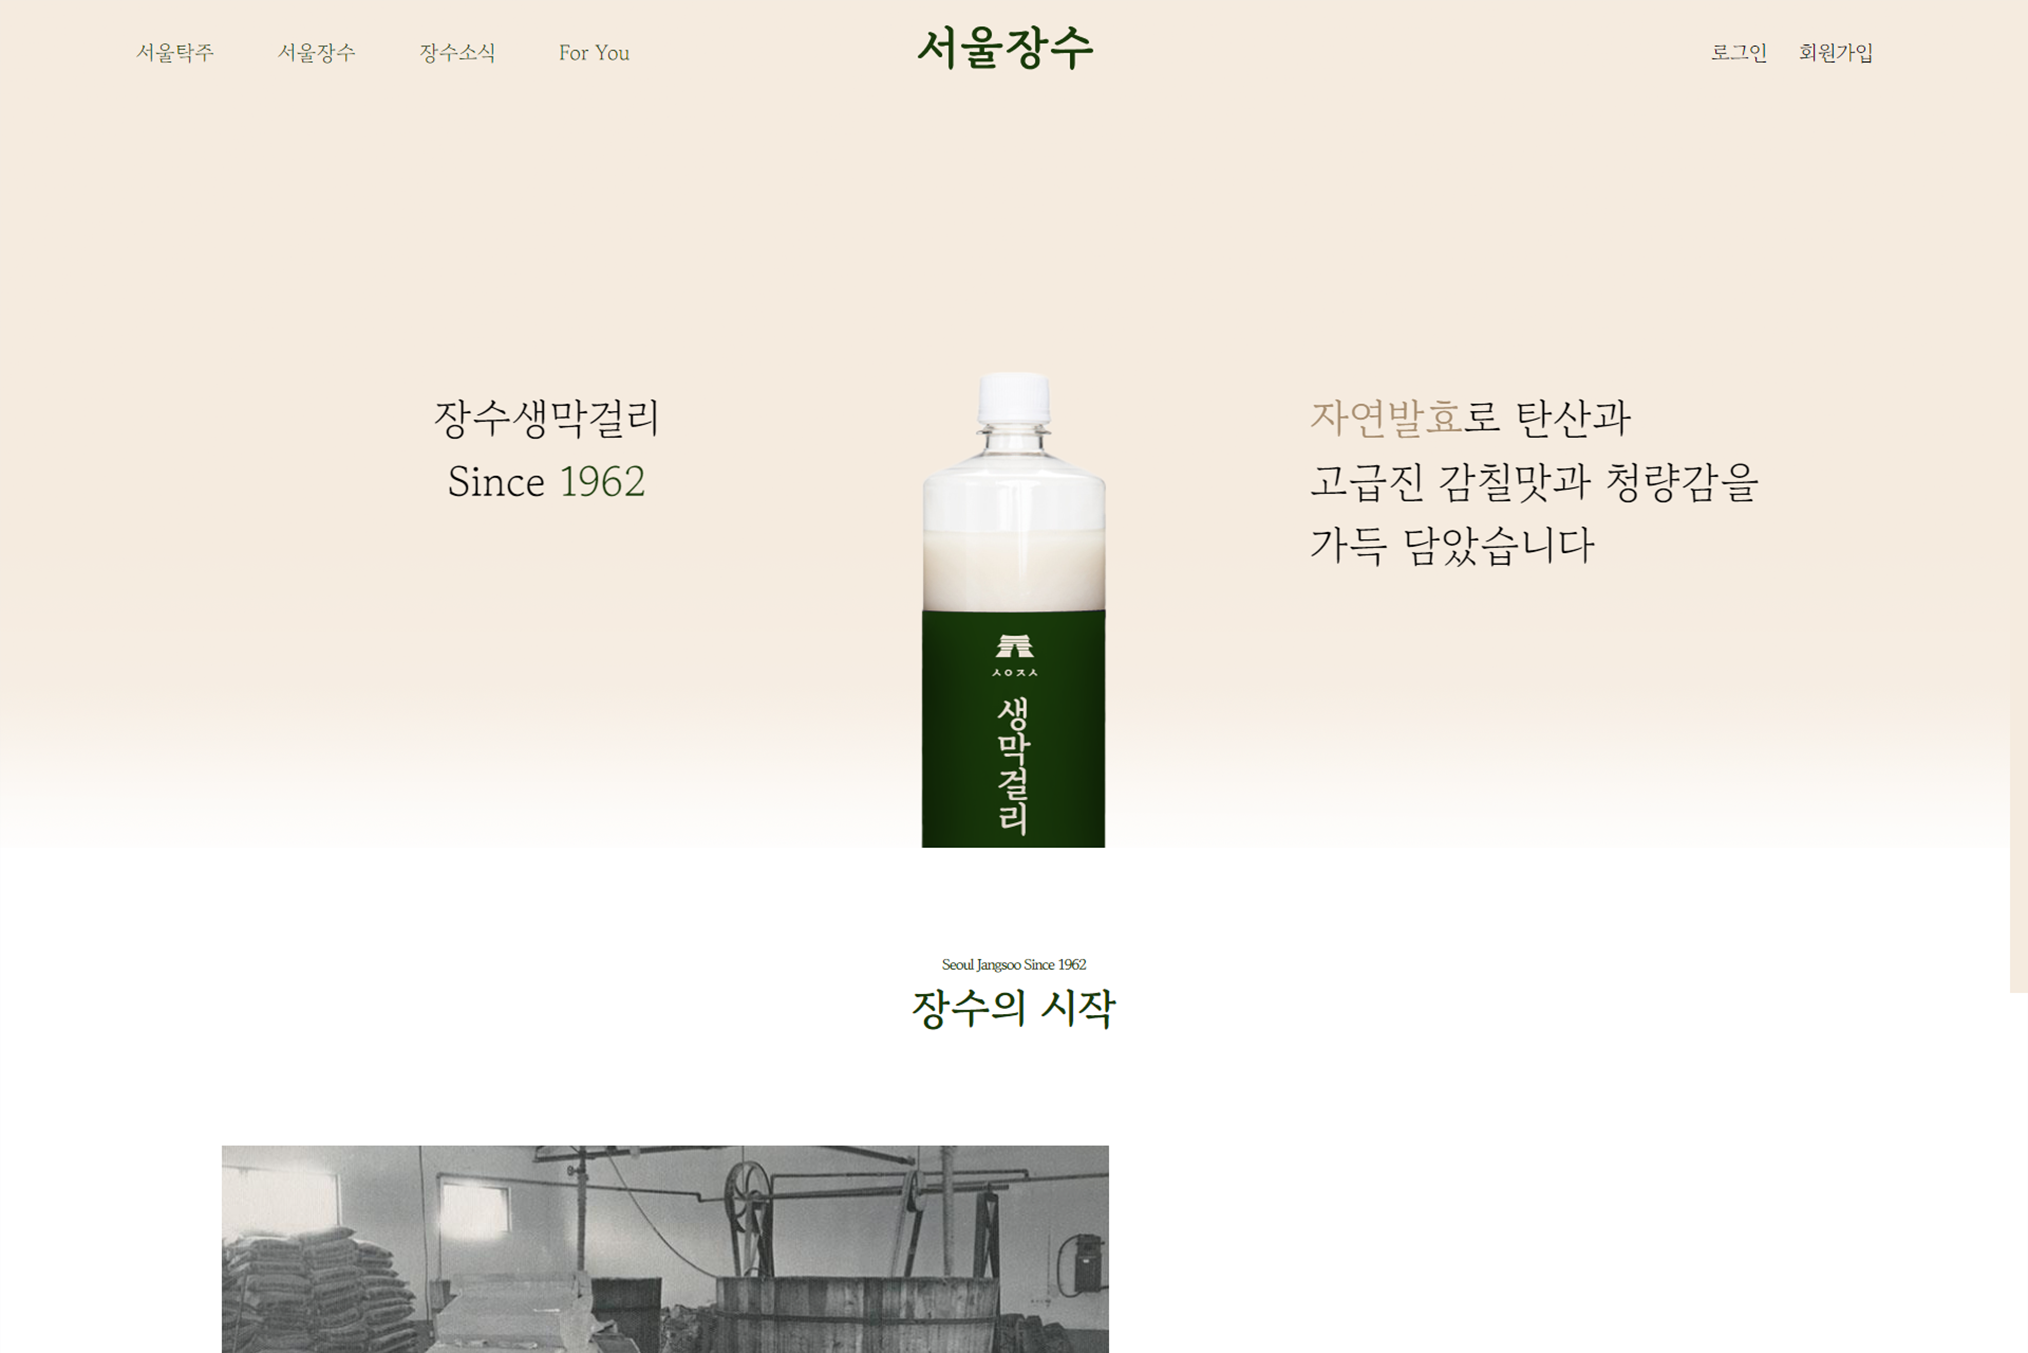 서울탁주 서울장수 장수소식 For You
서울장수
로그인 회원가입
장수생막걸리
Since 1962
자연발효로 탄산과
고급진 감칠맛과 청량감을
가득 담았습니다
ㅅㅇㅈㅅ
생막걸리
Seoul Jangsoo Since 1962
장수의 시작